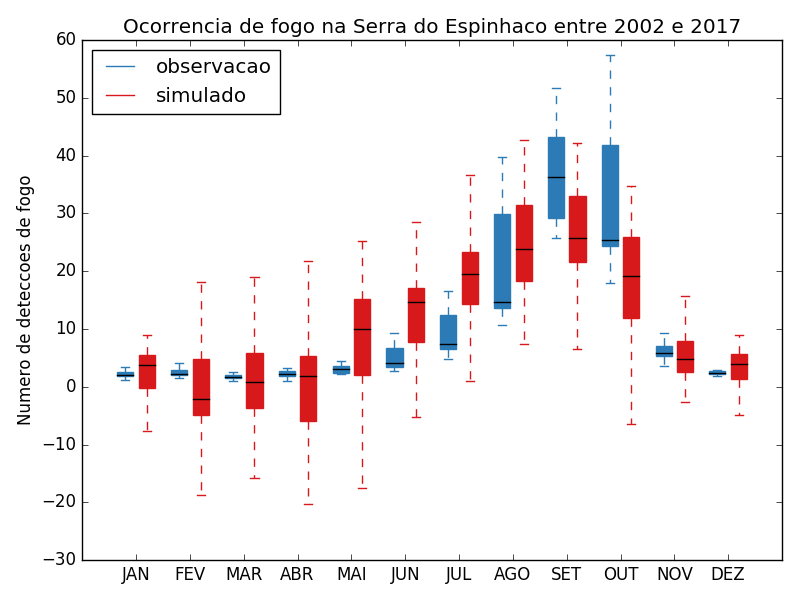 Ocorrencia de fogo na Serra do Espinhaco entre 2002 e 2017
observacao
simulado
Numero de deteccoes de fogo
60
50
40
30
20
10
0
−10
−20
−30
JAN FEV MAR ABR MAI JUN JUL AGO SET OUT NOV DEZ